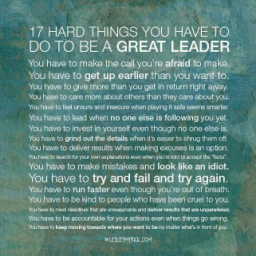 17 HARD THINGS YOU HAVE TO
DO TO BE A GREAT LEADER
You have to make the call you're afraid to make.
You have to get up earlier than you want to.
You have to give more than you get in return right away.
You have to care more about others than they care about you.
You have to feel unsure and insecure when playing it safe seems smarter.
You have to lead when no one else is following you yet.
You have to invest in yourself even though no one else is.
You have to grind out the details when it's easier to shrug them off.
You have to deliver results when making excuses is an option.
You have to search for your own explanations even when you're told to accept the "facts".
You have to make mistakes and look like an idiot.
You have to try and fail and try again.
You have to run faster even though you're out of breath.
You have to be kind to people who have been cruel to you.
You have to meet deadlines that are unreasonable and deliver results that are unparalleled.
You have to be accountable for your actions even when things go wrong.
You have to keep moving towards where you want to be no matter what's in front of you.